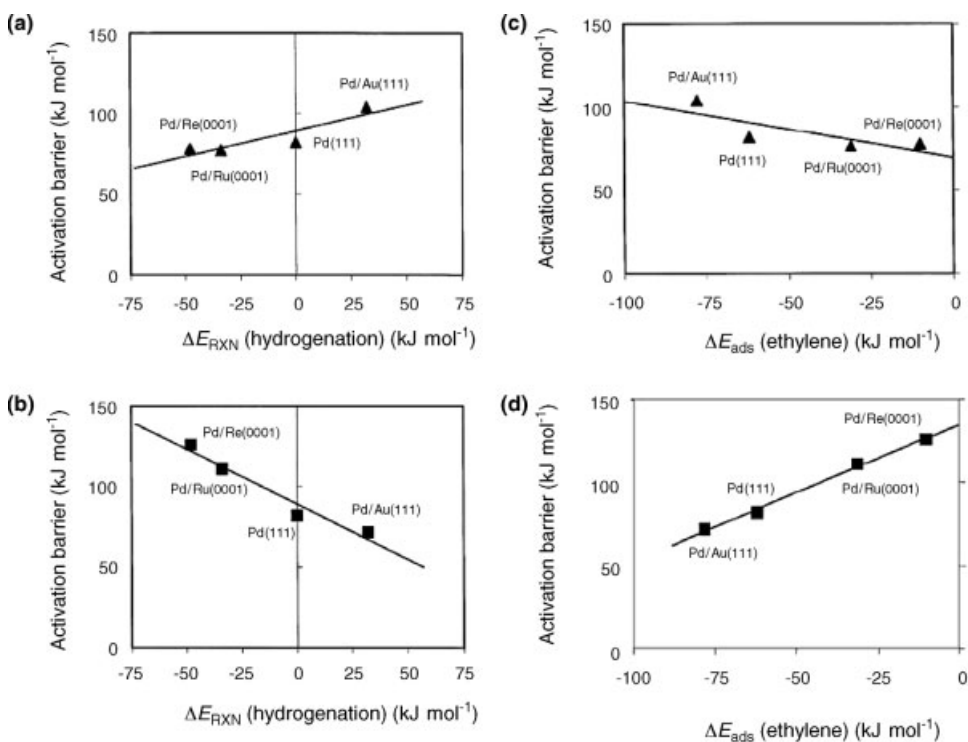 (a)
150
100
50
0
Activation barrier (kJ mol-1)
Pd/Au(111)
Pd/Re(0001)
Pd(111)
Pd/Ru(0001)
-75 -50 -25 0 25 50 75
ΔERXN (hydrogenation) (kJ mol-1)
(c)
150
100
50
0
Activation barrier (kJ mol-1)
Pd/Au(111)
Pd/Re(0001)
Pd(111)
Pd/Ru(0001)
-100 -75 -50 -25 0
ΔEads (ethylene) (kJ mol-1)
(b)
150
100
50
0
Activation barrier (kJ mol-1)
Pd/Re(0001)
Pd/Ru(0001)
Pd/Au(111)
Pd(111)
-75 -50 -25 0 25 50 75
ΔERXN (hydrogenation) (kJ mol-1)
(d)
150
100
50
0
Activation barrier (kJ mol-1)
Pd/Re(0001)
Pd(111)
Pd/Ru(0001)
Pd/Au(111)
-100 -75 -50 -25 0
ΔEads (ethylene) (kJ mol-1)